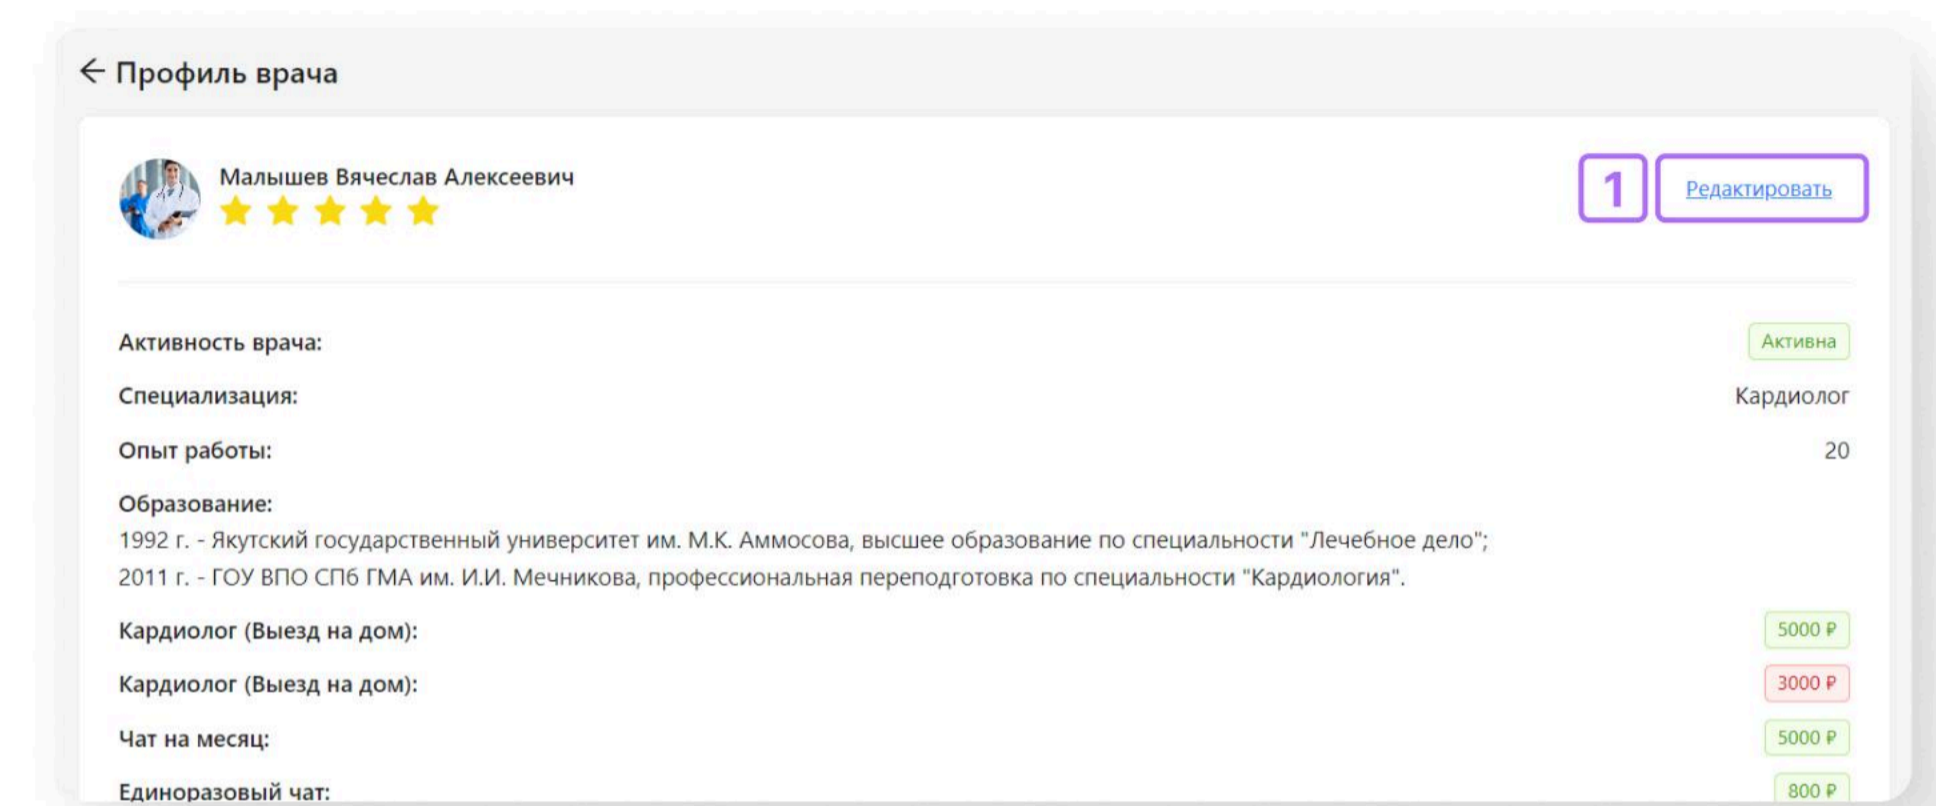 ← Профиль врача
Малышев Вячеслав Алексеевич
1 Редактировать
Активность врача: Активна
Специализация: Кардиолог
Опыт работы: 20
Образование:
1992 г. - Якутский государственный университет им. М.К. Аммосова, высшее образование по специальности "Лечебное дело";
2011 г. - ГОУ ВПО СПб ГМА им. И.И. Мечникова, профессиональная переподготовка по специальности "Кардиология".
Кардиолог (Выезд на дом): 5000 ₽
Кардиолог (Выезд на дом): 3000 ₽
Чат на месяц: 5000 ₽
Единоразовый чат: 800 ₽